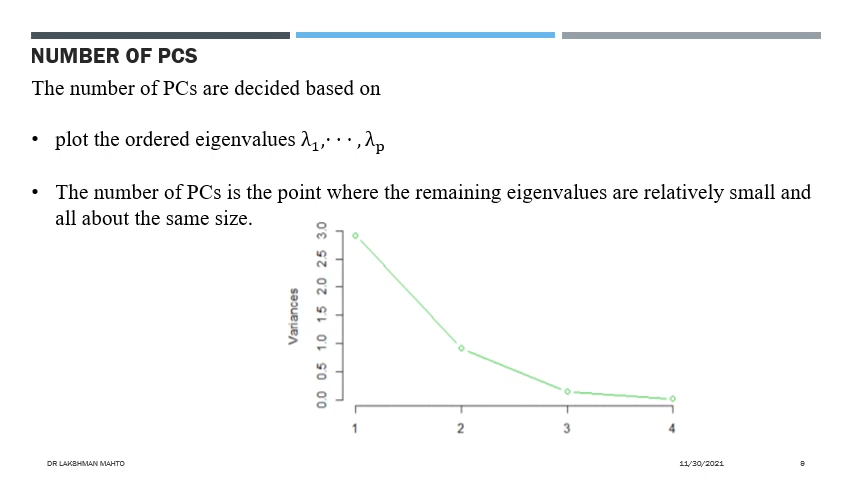 NUMBER OF PCS
The number of PCs are decided based on
• plot the ordered eigenvalues λ₁,· · · , λₚ
• The number of PCs is the point where the remaining eigenvalues are relatively small and
all about the same size.
3.0
2.5
2.0
1.5
1.0
0.5
0.0
Variances
1 2 3 4
DR LAKSHMAN MAHTO 11/30/2021 9